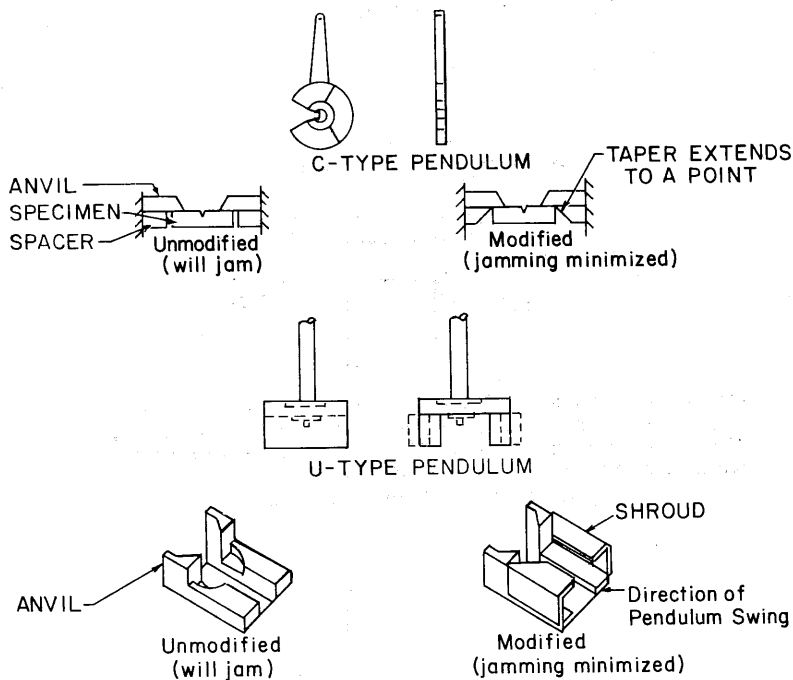 C-TYPE PENDULUM
ANVIL
SPECIMEN
SPACER
Unmodified
(will jam)
TAPER EXTENDS
TO A POINT
Modified
(jamming minimized)
U-TYPE PENDULUM
ANVIL
Unmodified
(will jam)
SHROUD
Direction of
Pendulum Swing
Modified
(jamming minimized)